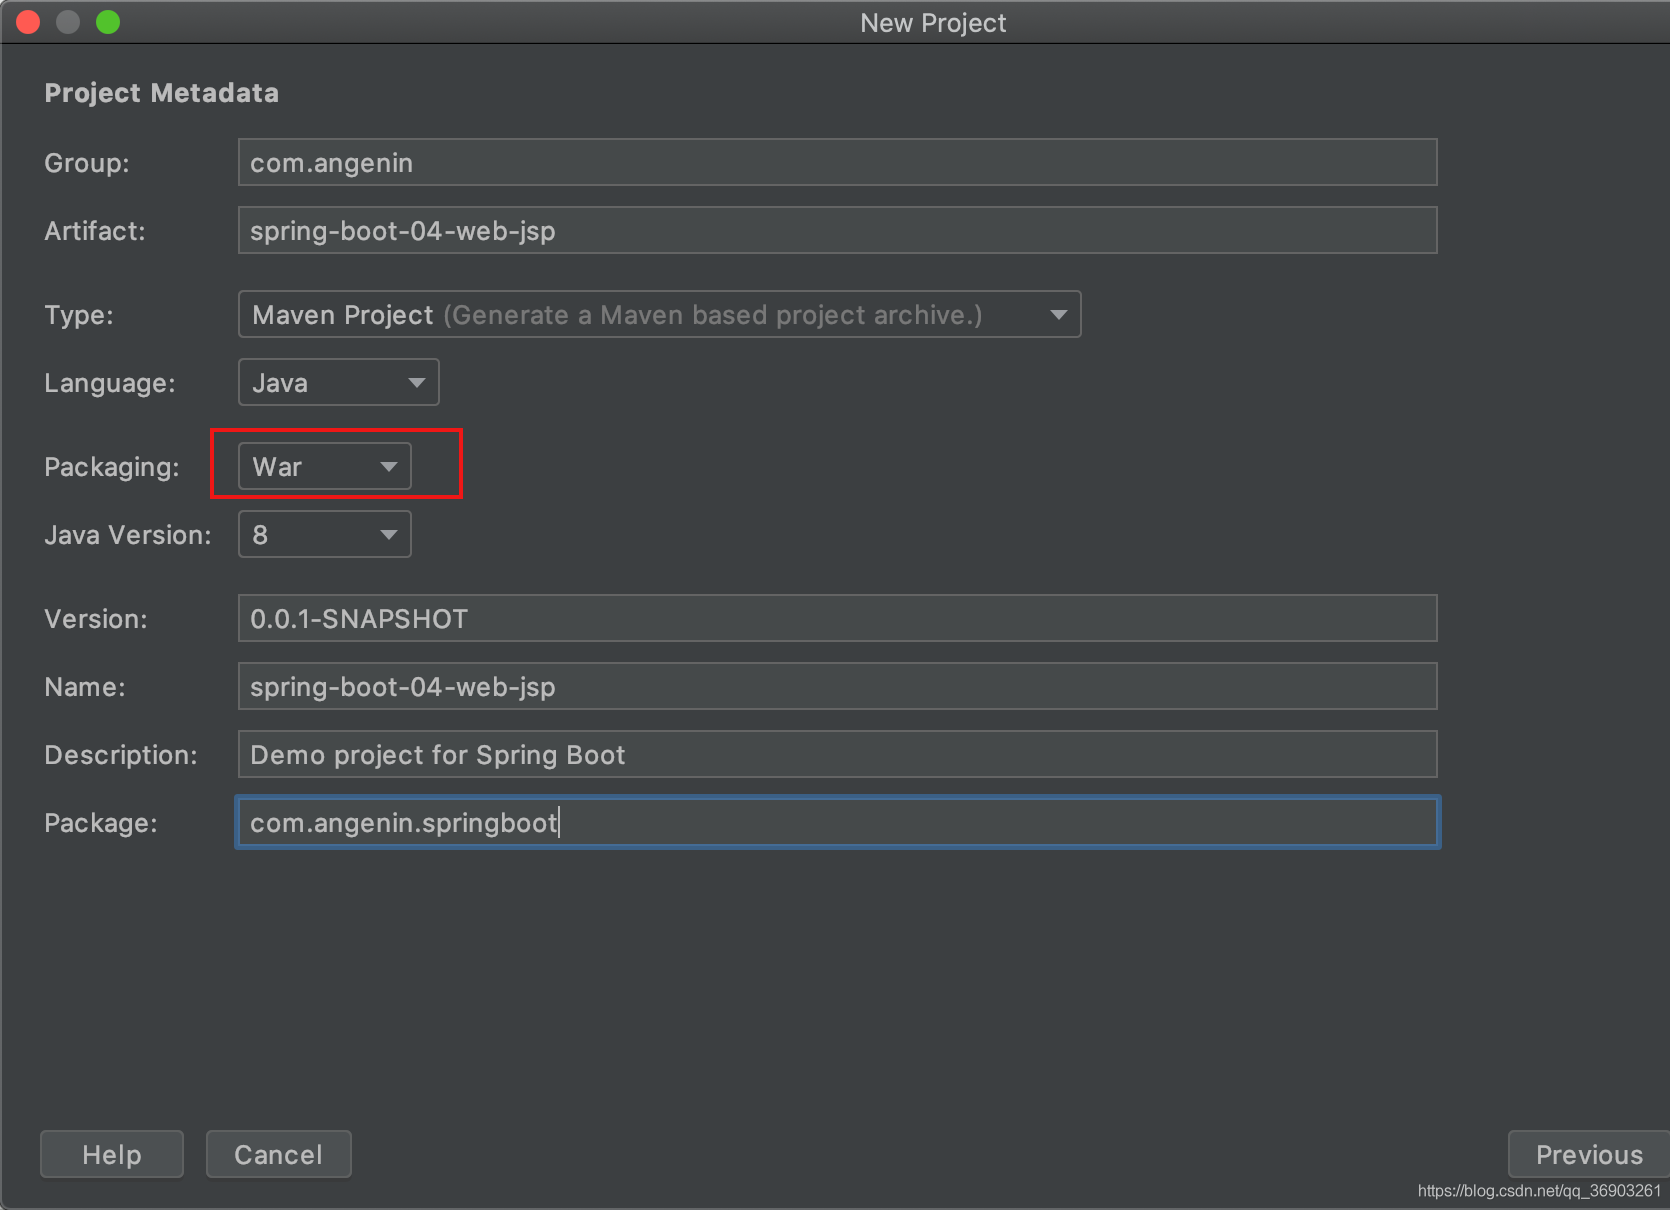 New Project
Project Metadata
Group: com.angenin
Artifact: spring-boot-04-web-jsp
Type: Maven Project (Generate a Maven based project archive.)
Language: Java
Packaging: War
Java Version: 8
Version: 0.0.1-SNAPSHOT
Name: spring-boot-04-web-jsp
Description: Demo project for Spring Boot
Package: com.angenin.springboot
Help Cancel Previous
https://blog.csdn.net/qq_36903261